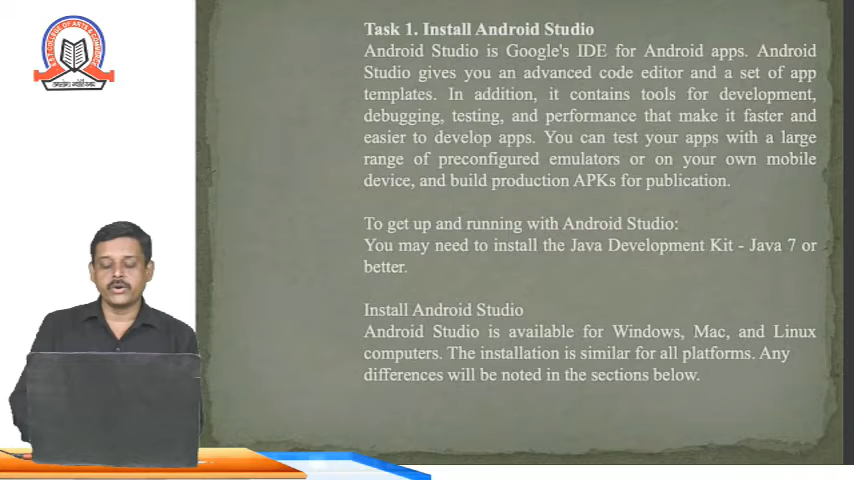 Task 1. Install Android Studio
Android Studio is Google's IDE for Android apps. Android
Studio gives you an advanced code editor and a set of app
templates. In addition, it contains tools for development,
debugging, testing, and performance that make it faster and
easier to develop apps. You can test your apps with a large
range of preconfigured emulators or on your own mobile
device, and build production APKs for publication.
To get up and running with Android Studio:
You may need to install the Java Development Kit - Java 7 or
better.
Install Android Studio
Android Studio is available for Windows, Mac, and Linux
computers. The installation is similar for all platforms. Any
differences will be noted in the sections below.